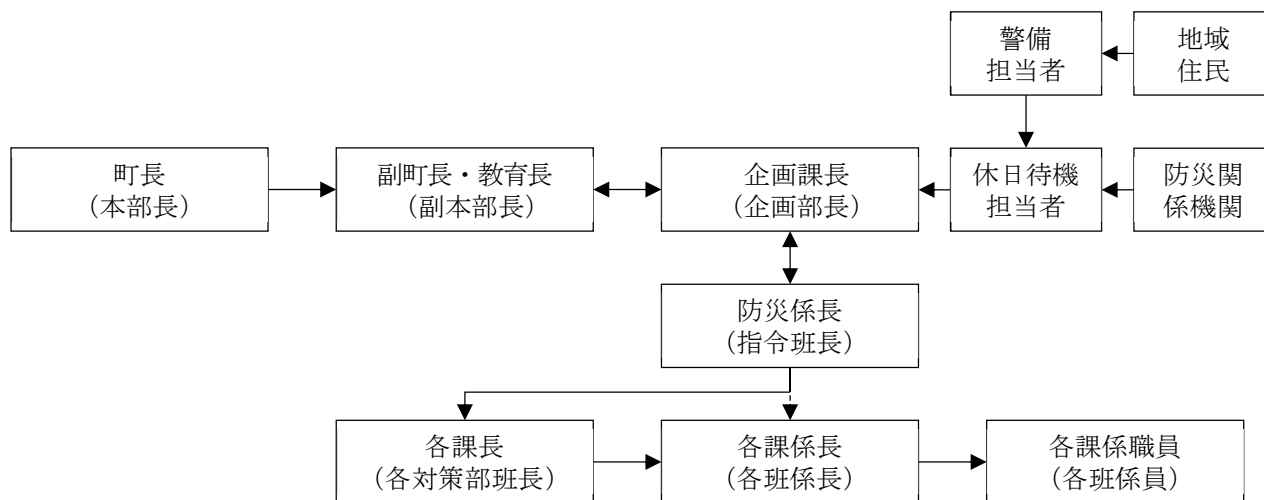 警備
担当者
地域
住民
町長
（本部長）
副町長・教育長
（副本部長）
企画課長
（企画部長）
休日待機
担当者
防災関
係機関
防災係長
（指令班長）
各課長
（各対策部班長）
各課係長
（各班係長）
各課係職員
（各班係員）